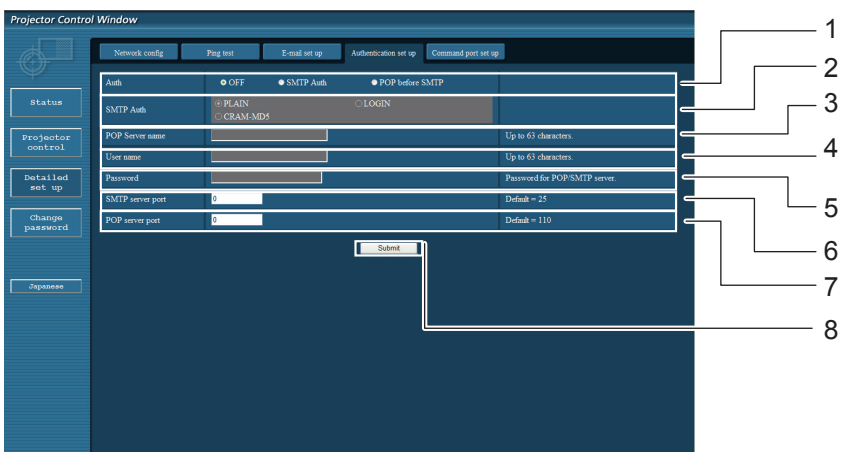 Projector Control Window
Network config Ping test E-mail set up Authentication set up Command port set up
Auth OFF SMTP Auth POP before SMTP
SMTP Auth PLAIN LOGIN
CRAM-MD5
POP Server name Up to 63 characters.
User name Up to 63 characters.
Password Password for POP/SMTP server.
SMTP server port 0 Default = 25
POP server port 0 Default = 110
Submit
Status
Projector
control
Detailed
set up
Change
password
Japanese
1
2
3
4
5
6
7
8